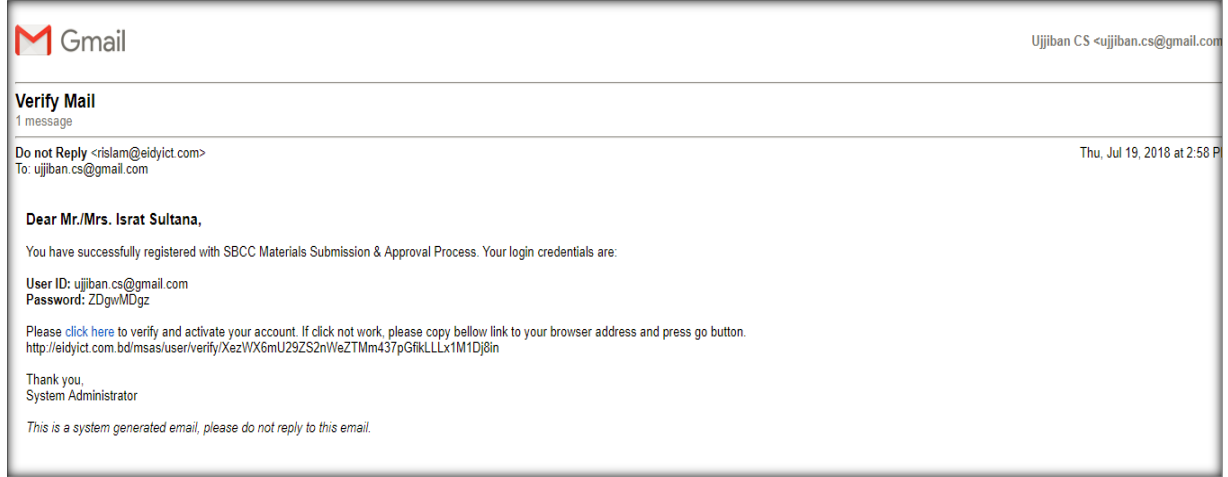 Gmail
Ujjiban CS <ujjiban.cs@gmail.com
Verify Mail
1 message
Do not Reply <rislam@eidyict.com>
Thu, Jul 19, 2018 at 2:58 P
To: ujjiban.cs@gmail.com
Dear Mr./Mrs. Israt Sultana,
You have successfully registered with SBCC Materials Submission & Approval Process. Your login credentials are:
User ID: ujjiban.cs@gmail.com
Password: ZDgwMDgz
Please click here to verify and activate your account. If click not work, please copy bellow link to your browser address and press go button.
http://eidyict.com.bd/msas/user/verify/XezWX6mU29ZS2nWeZTMm437pGfikLLLx1M1Dj8in
Thank you,
System Administrator
This is a system generated email, please do not reply to this email.